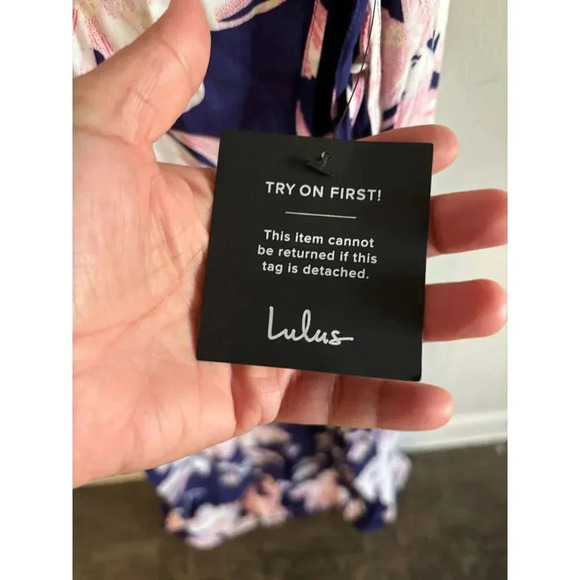 TRY ON FIRST!
This item cannot
be returned if this
tag is detached.
Lulus